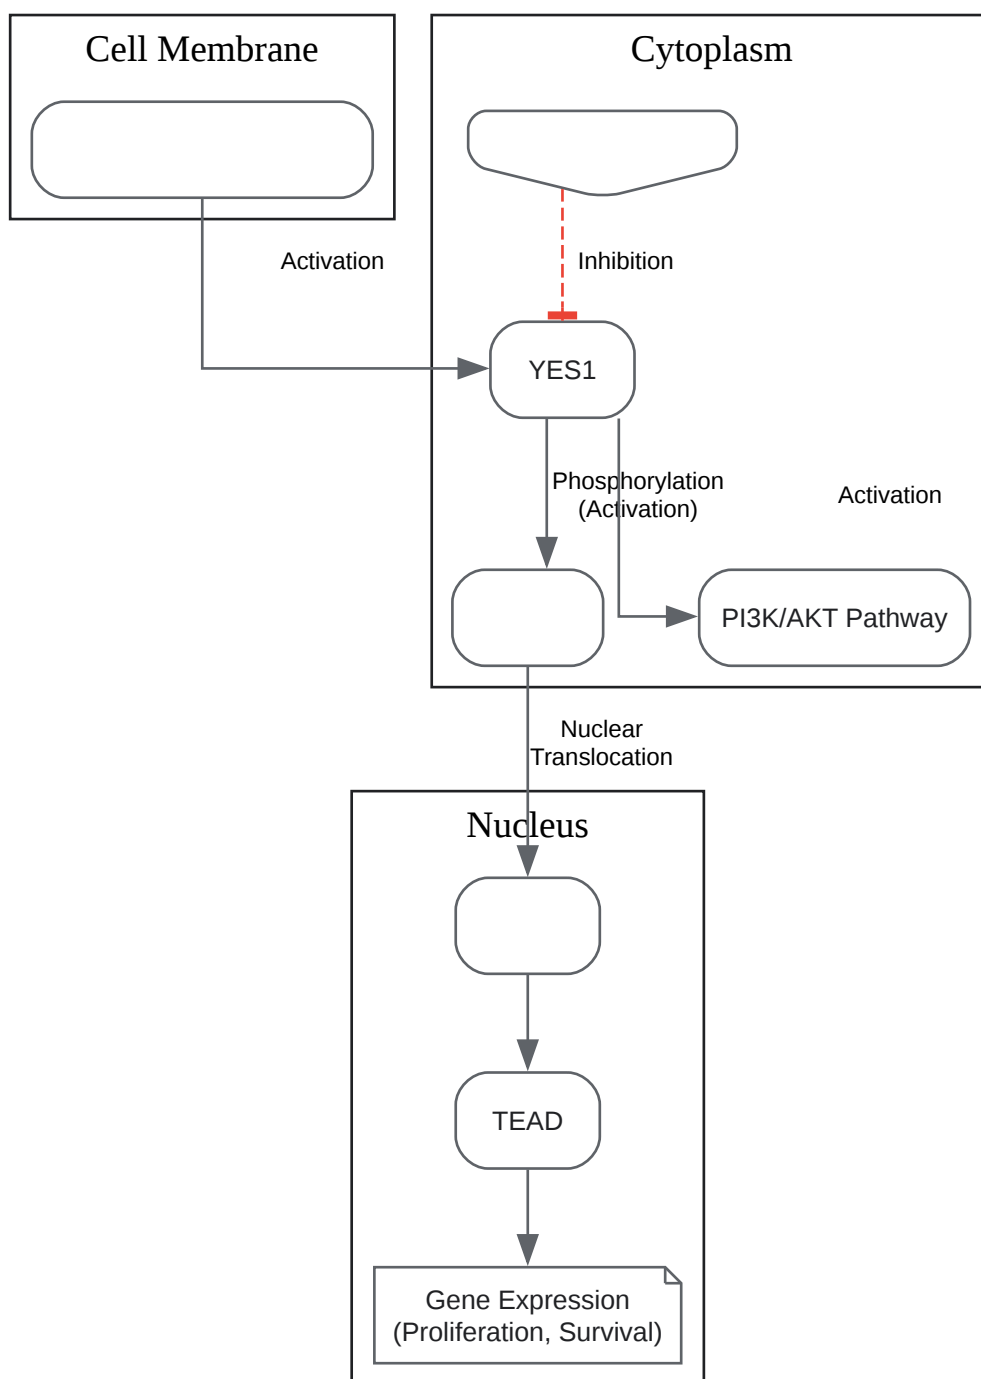 Cell Membrane
Cytoplasm
Activation
Inhibition
YES1
Phosphorylation
(Activation)
Activation
PI3K/AKT Pathway
Nuclear
Translocation
Nucleus
TEAD
Gene Expression
(Proliferation, Survival)